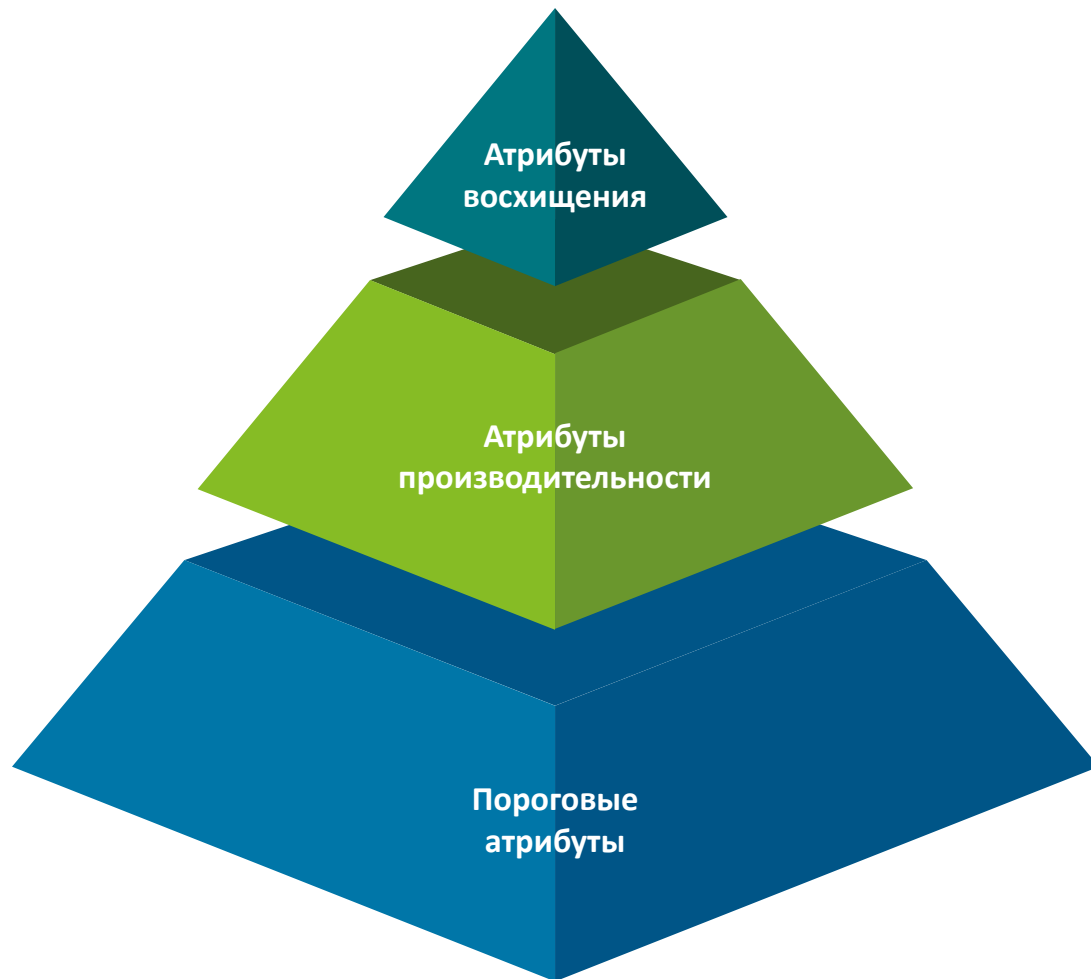 Атрибуты
восхищения
Атрибуты
производительности
Пороговые
атрибуты